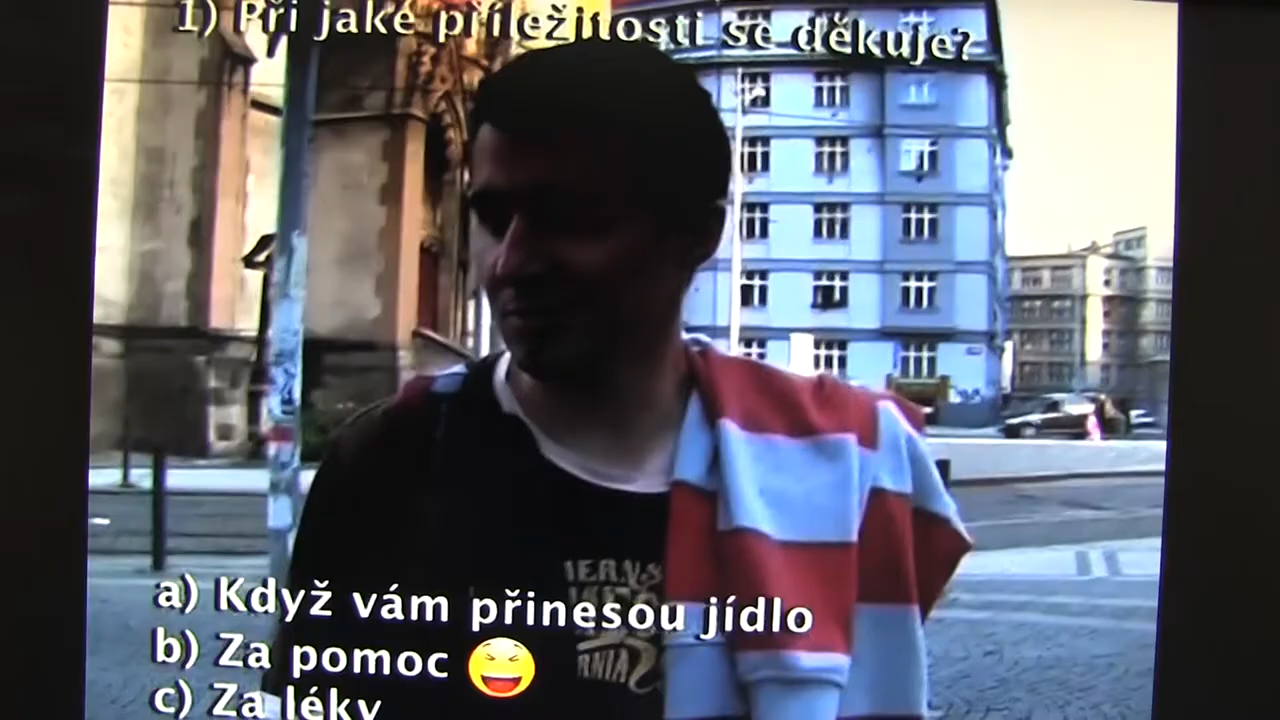 1) Při jaké příležitosti se děkuje?
a) Když vám přinesou jídlo
b) Za pomoc
c) Za léky